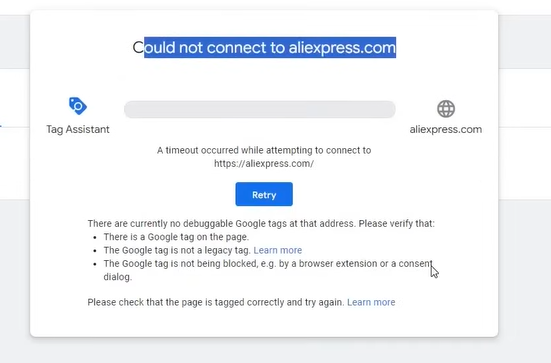 Could not connect to aliexpress.com
Tag Assistant
aliexpress.com
A timeout occurred while attempting to connect to
https://aliexpress.com/
Retry
There are currently no debuggable Google tags at that address. Please verify that:
• There is a Google tag on the page.
• The Google tag is not a legacy tag. Learn more
• The Google tag is not being blocked, e.g. by a browser extension or a consent
dialog.
Please check that the page is tagged correctly and try again. Learn more